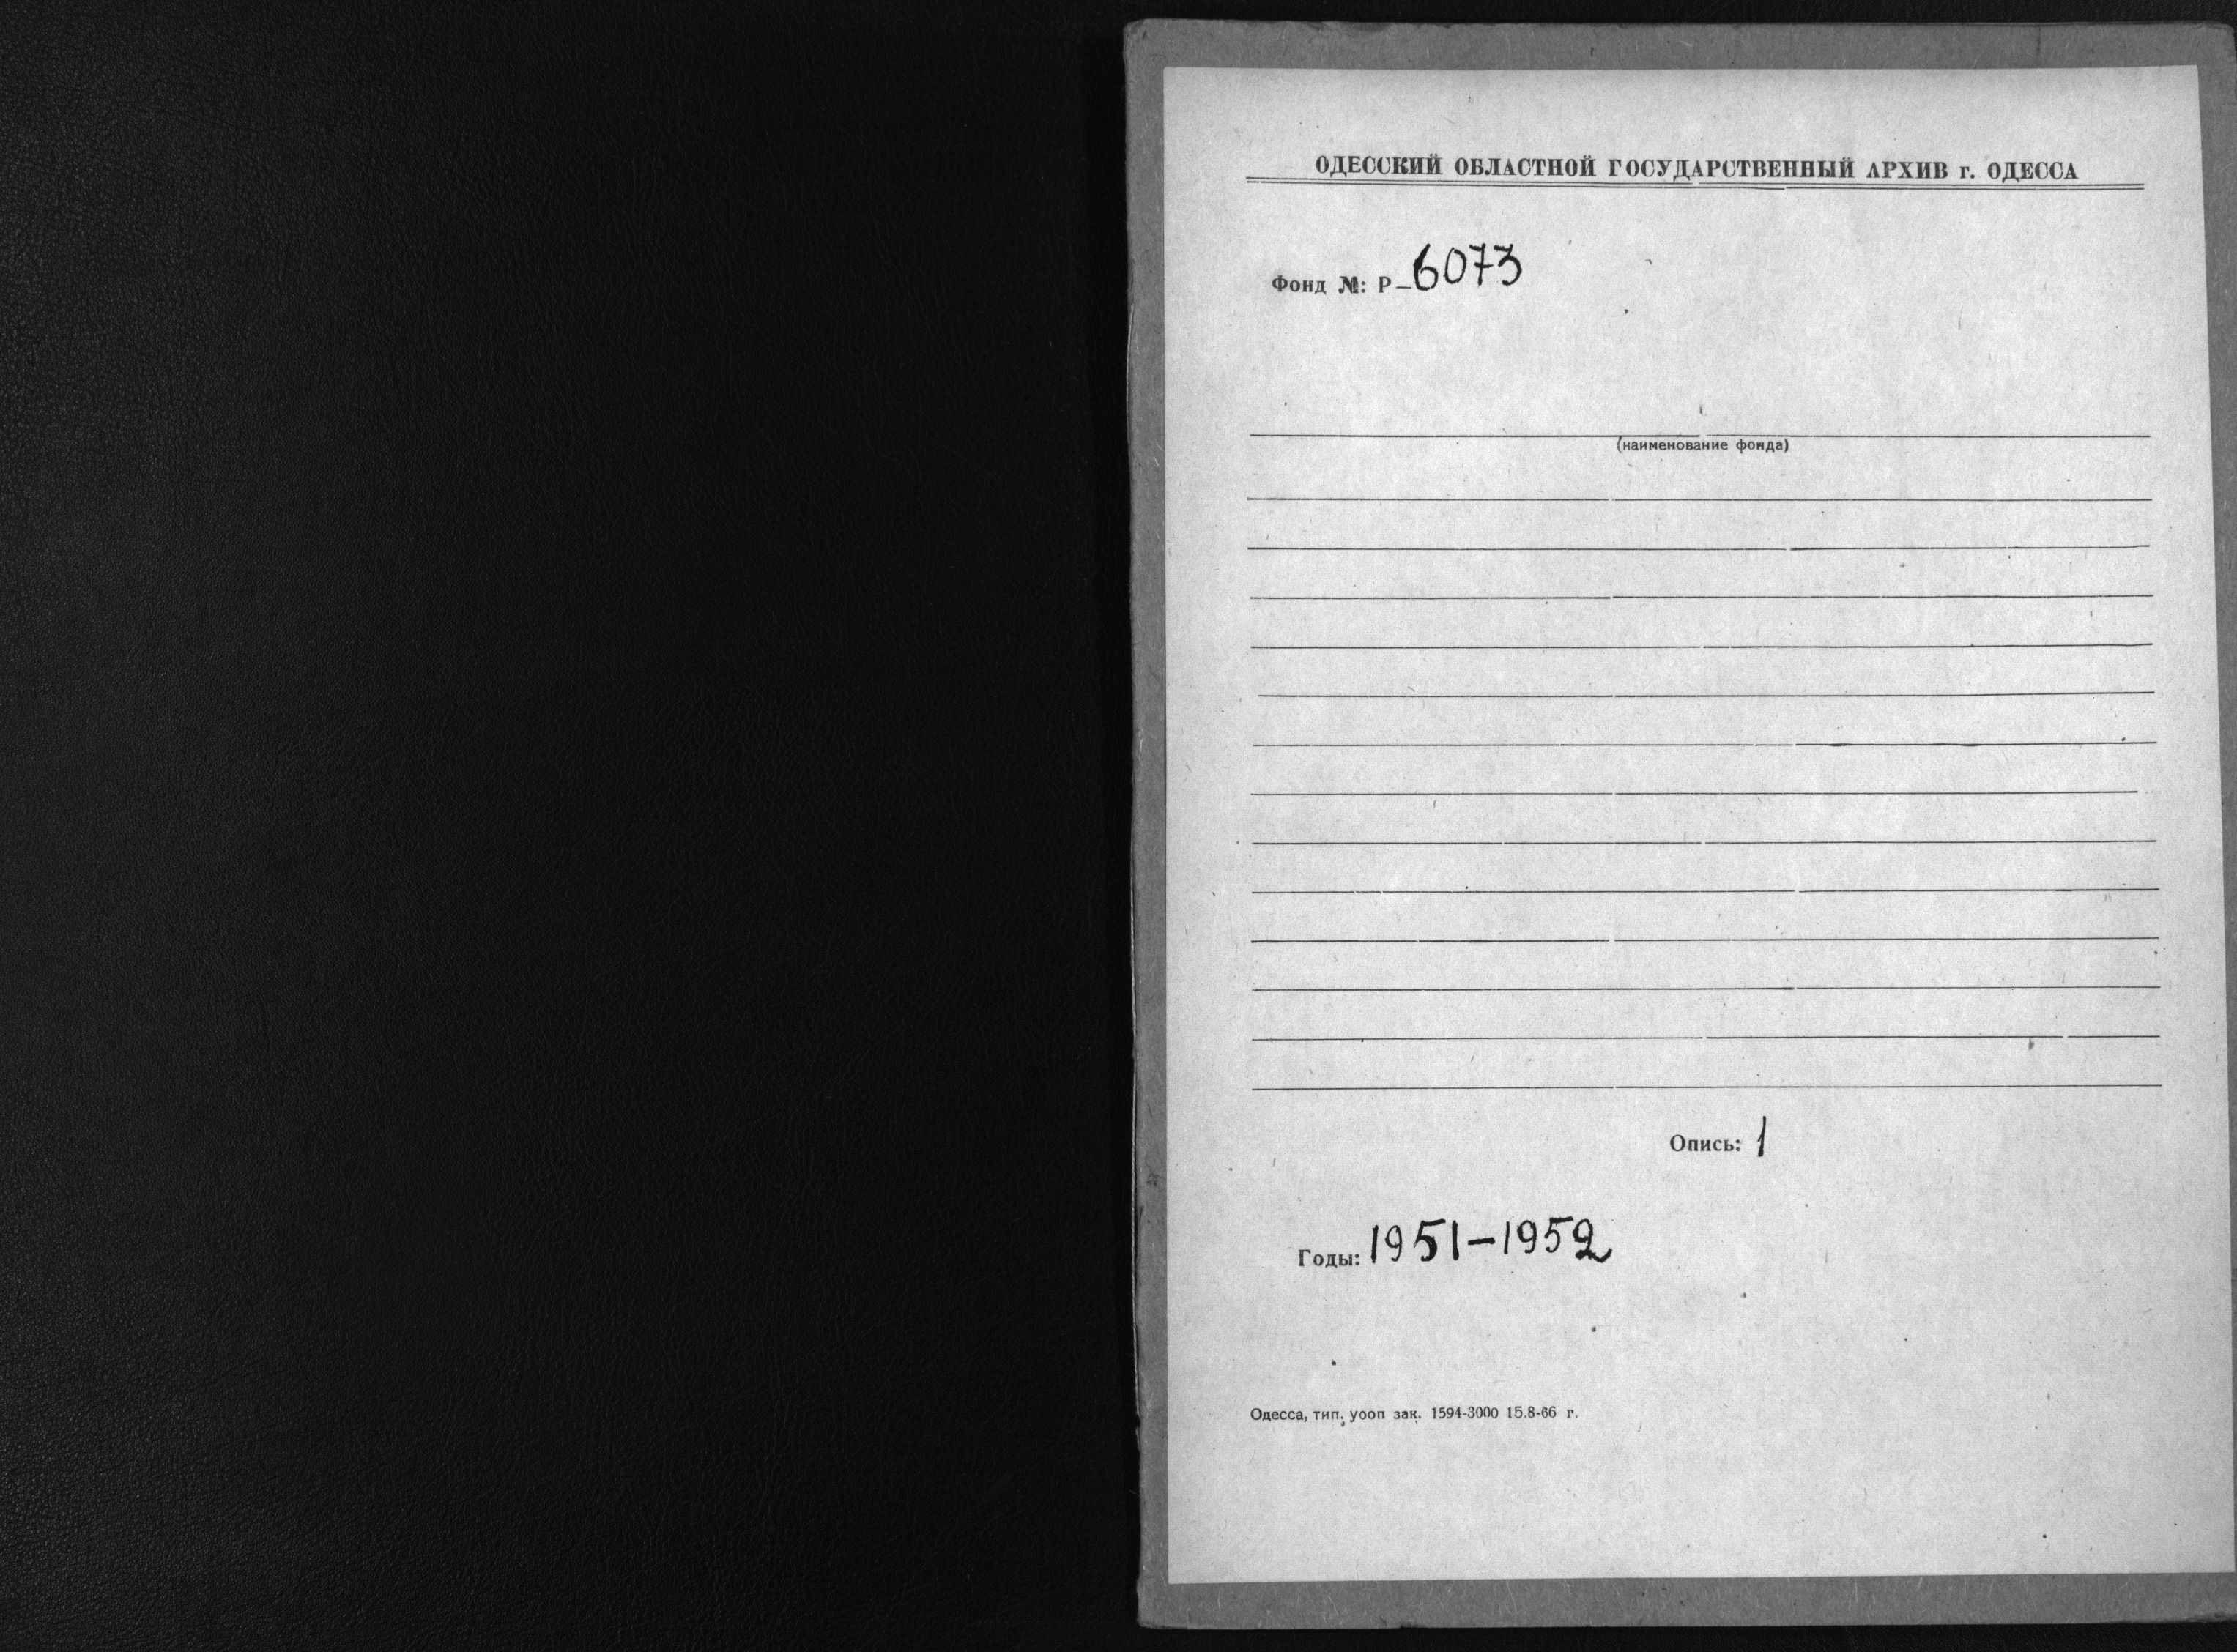 ОДЕССКИЙ ОБЛАСТНОЙ ГОСУДАРСТВЕННЫЙ АРХИВ г. ОДЕССА
Фонд №: Р—6073
(наименование фонда)
Опись: 1
Годы: 1951—1952
Одесса, тип. уооп зак. 1594-3000 15.8-66 г.